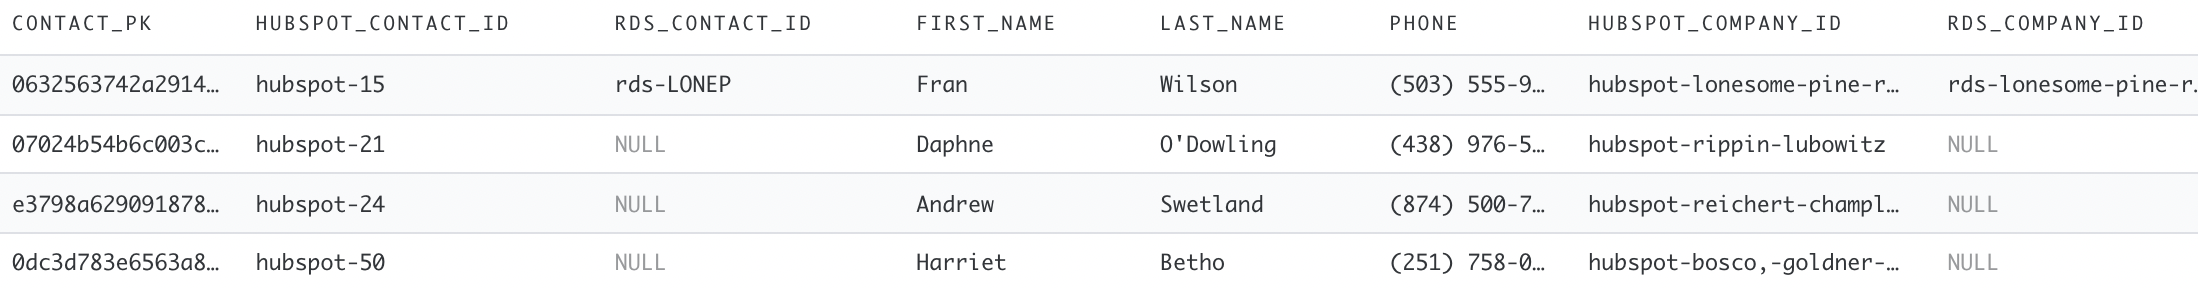 CONTACT_PK HUBSPOT_CONTACT_ID RDS_CONTACT_ID FIRST_NAME LAST_NAME PHONE HUBSPOT_COMPANY_ID RDS_COMPANY_ID
0632563742a2914… hubspot-15 rds-LONEP Fran Wilson (503) 555-9… hubspot-lonesome-pine-r… rds-lonesome-pine-r.
07024b54b6c003c… hubspot-21 NULL Daphne O'Dowling (438) 976-5… hubspot-rippin-lubowitz NULL
e3798a629091878… hubspot-24 NULL Andrew Swetland (874) 500-7… hubspot-reichert-champl… NULL
0dc3d783e6563a8… hubspot-50 NULL Harriet Betho (251) 758-0… hubspot-bosco,-goldner-… NULL